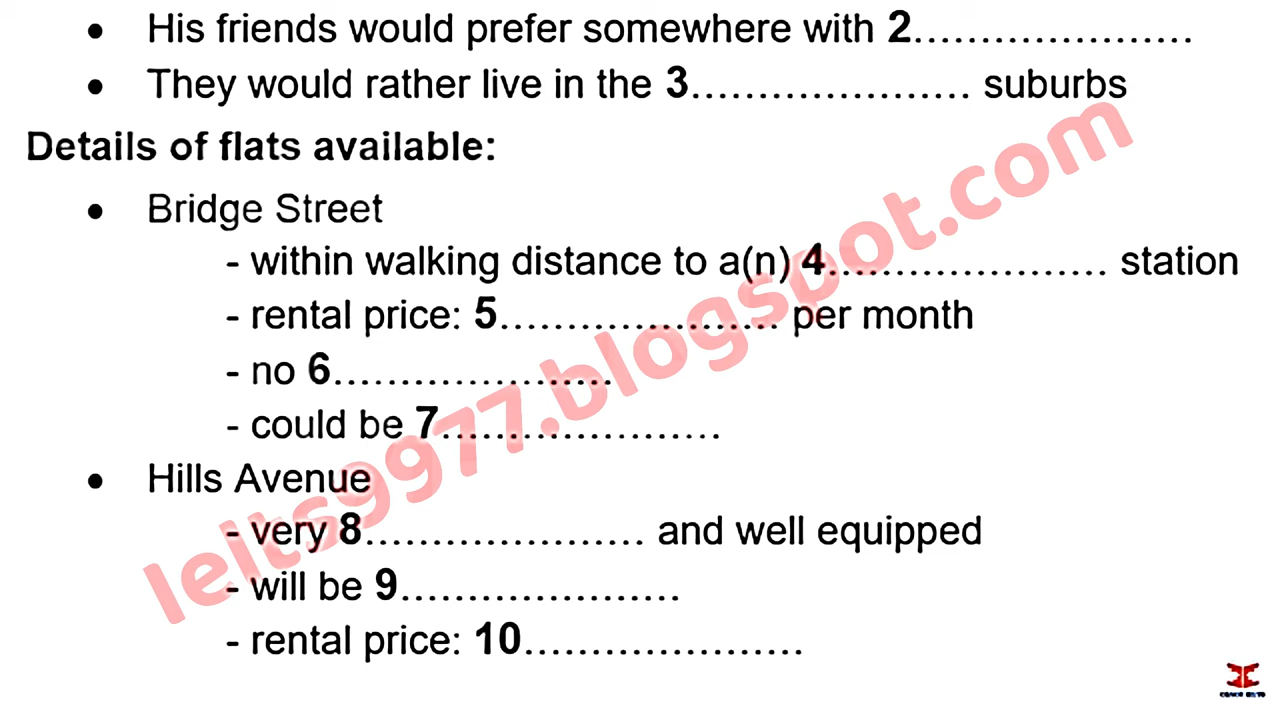 • His friends would prefer somewhere with 2.....................
• They would rather live in the 3..................... suburbs
Details of flats available:
• Bridge Street
- within walking distance to a(n) 4..................... station
- rental price: 5..................... per month
- no 6.....................
- could be 7.....................
• Hills Avenue
- very 8..................... and well equipped
- will be 9.....................
- rental price: 10.....................
Ielts9977.blogspot.com